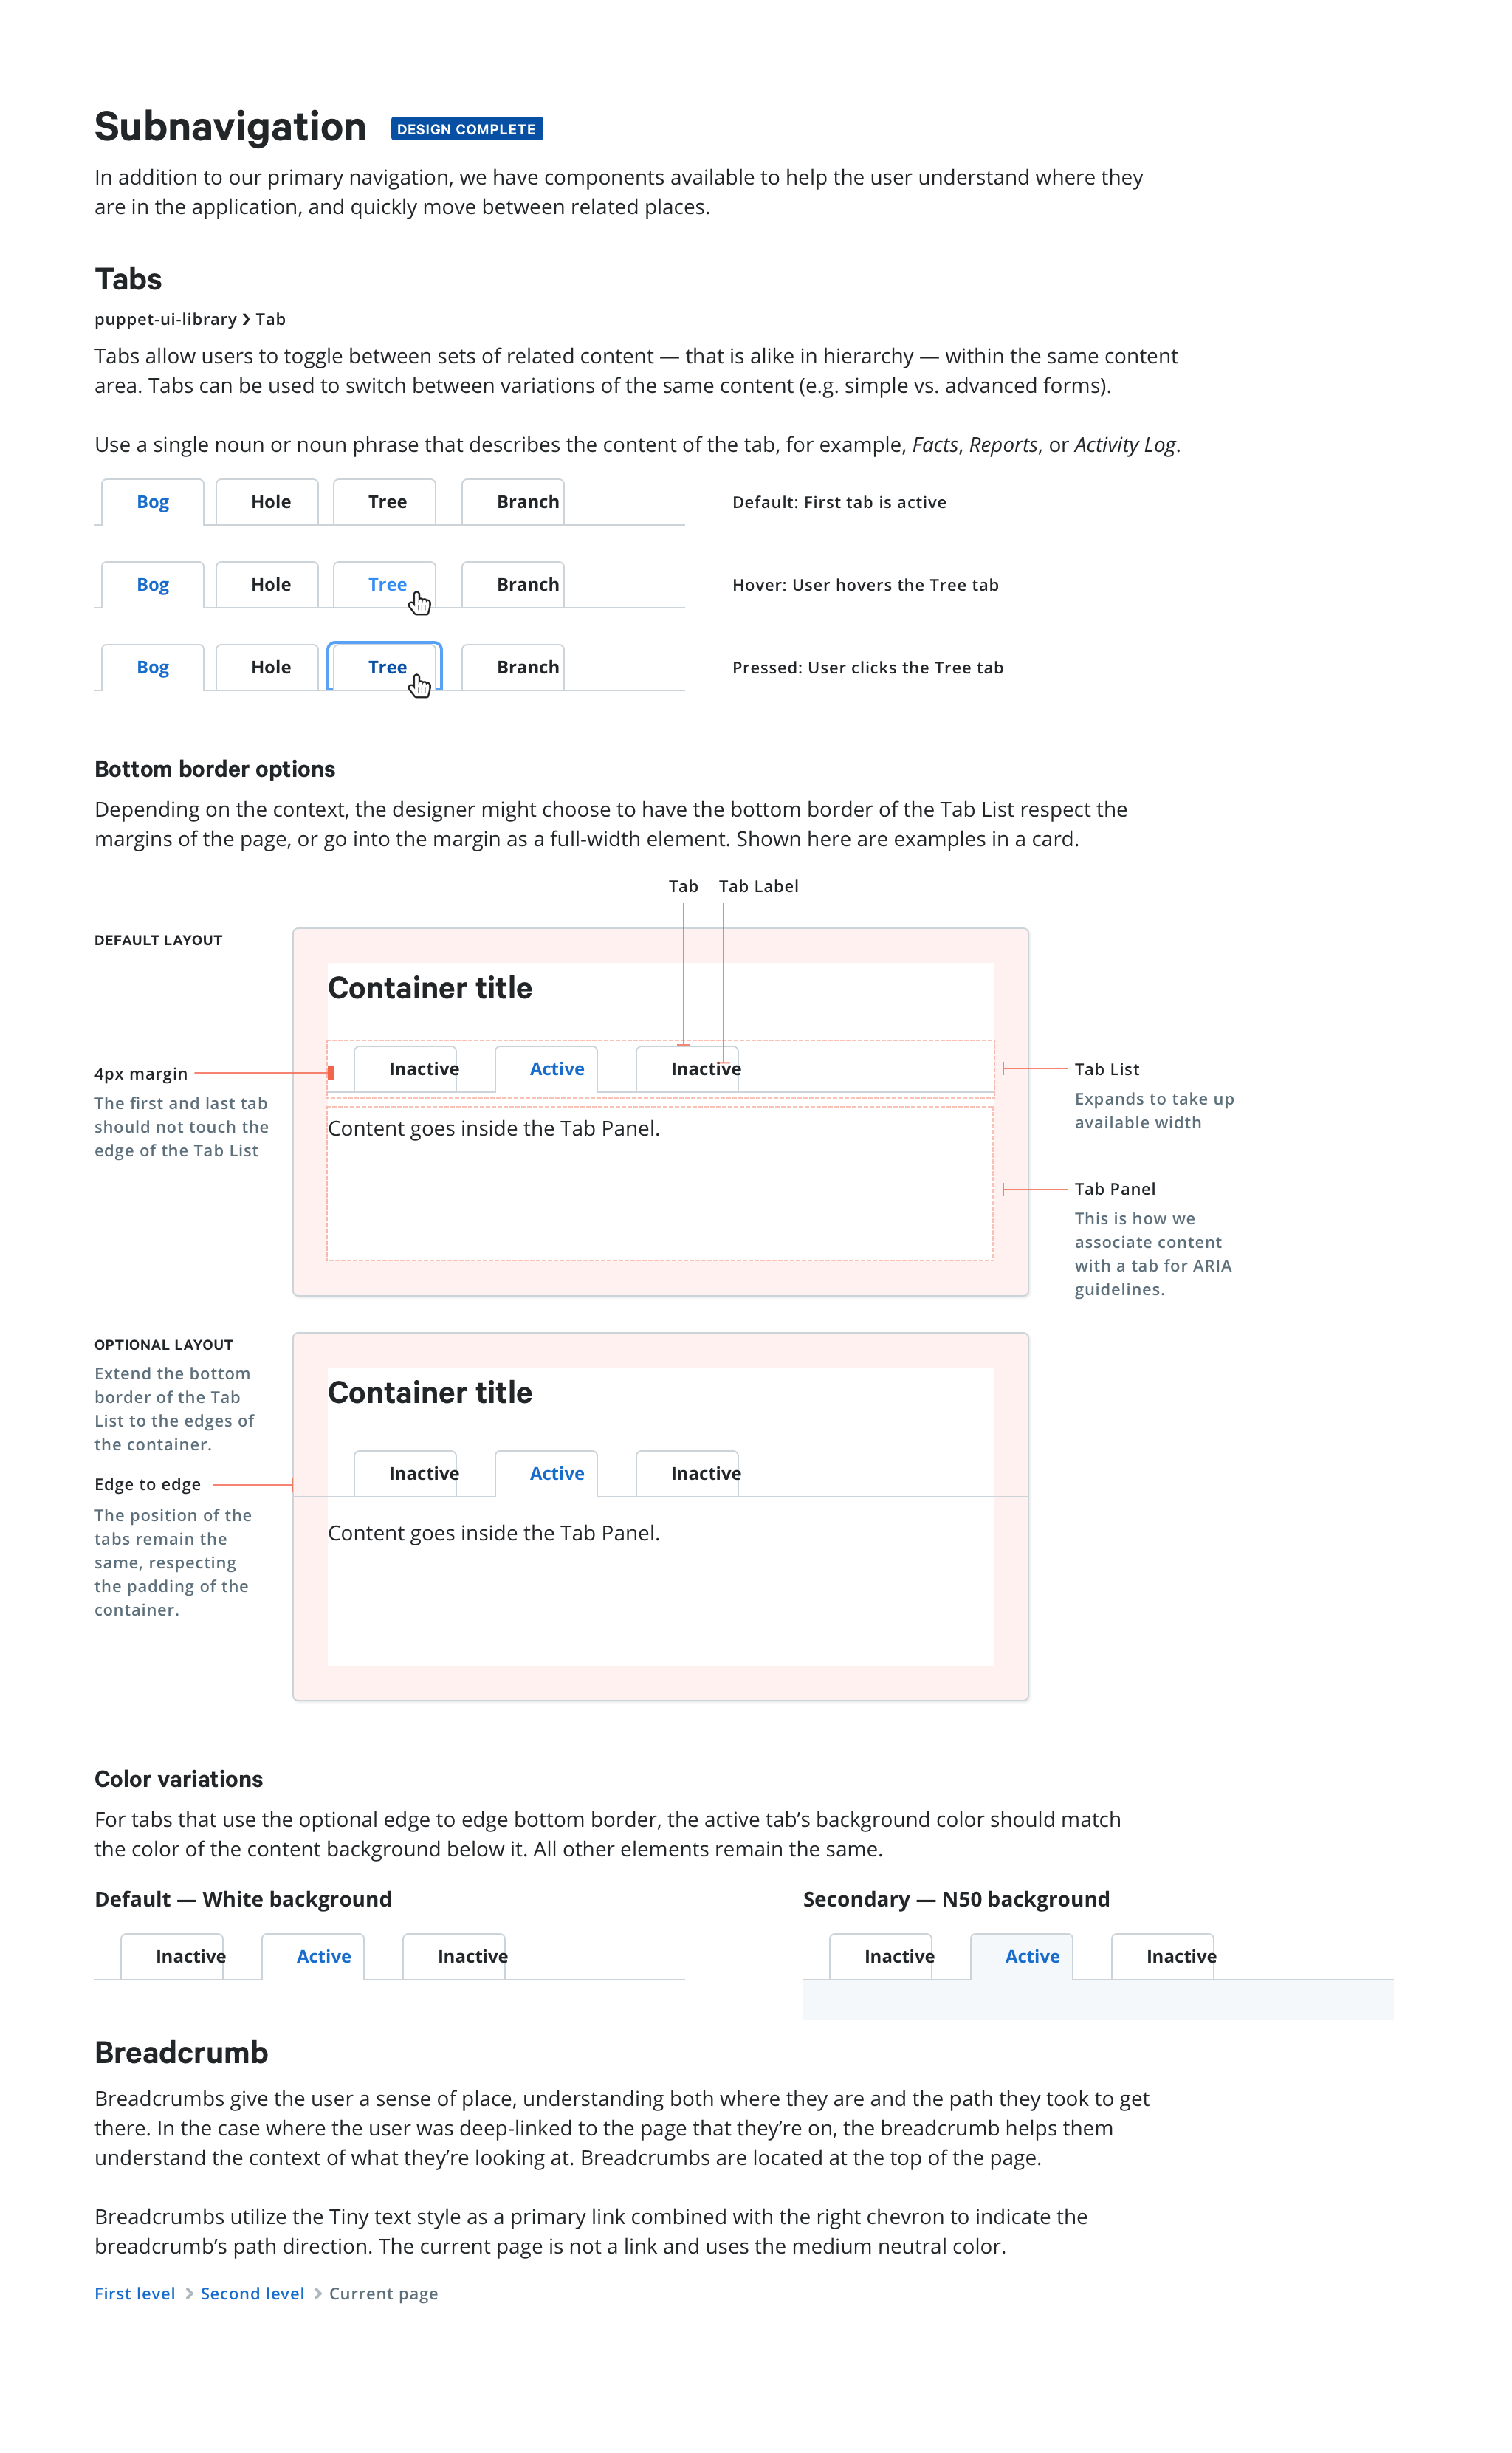 Subnavigation DESIGN COMPLETE
In addition to our primary navigation, we have components available to help the user understand where they
are in the application, and quickly move between related places.
Tabs
puppet-ui-library ❯ Tab
Tabs allow users to toggle between sets of related content — that is alike in hierarchy — within the same content
area. Tabs can be used to switch between variations of the same content (e.g. simple vs. advanced forms).
Use a single noun or noun phrase that describes the content of the tab, for example, Facts, Reports, or Activity Log.
Bog Hole Tree Branch Default: First tab is active
Bog Hole Tree Branch Hover: User hovers the Tree tab
Bog Hole Tree Branch Pressed: User clicks the Tree tab
Bottom border options
Depending on the context, the designer might choose to have the bottom border of the Tab List respect the
margins of the page, or go into the margin as a full-width element. Shown here are examples in a card.
Tab Tab Label
DEFAULT LAYOUT
Container title
Inactive Active Inactive
4px margin
The first and last tab
should not touch the
edge of the Tab List
Content goes inside the Tab Panel.
Tab List
Expands to take up
available width
Tab Panel
This is how we
associate content
with a tab for ARIA
guidelines.
OPTIONAL LAYOUT
Extend the bottom
border of the Tab
List to the edges of
the container.
Edge to edge
The position of the
tabs remain the
same, respecting
the padding of the
container.
Container title
Inactive Active Inactive
Content goes inside the Tab Panel.
Color variations
For tabs that use the optional edge to edge bottom border, the active tab’s background color should match
the color of the content background below it. All other elements remain the same.
Default — White background
Inactive Active Inactive
Secondary — N50 background
Inactive Active Inactive
Breadcrumb
Breadcrumbs give the user a sense of place, understanding both where they are and the path they took to get
there. In the case where the user was deep-linked to the page that they’re on, the breadcrumb helps them
understand the context of what they’re looking at. Breadcrumbs are located at the top of the page.
Breadcrumbs utilize the Tiny text style as a primary link combined with the right chevron to indicate the
breadcrumb’s path direction. The current page is not a link and uses the medium neutral color.
First level ❯ Second level ❯ Current page